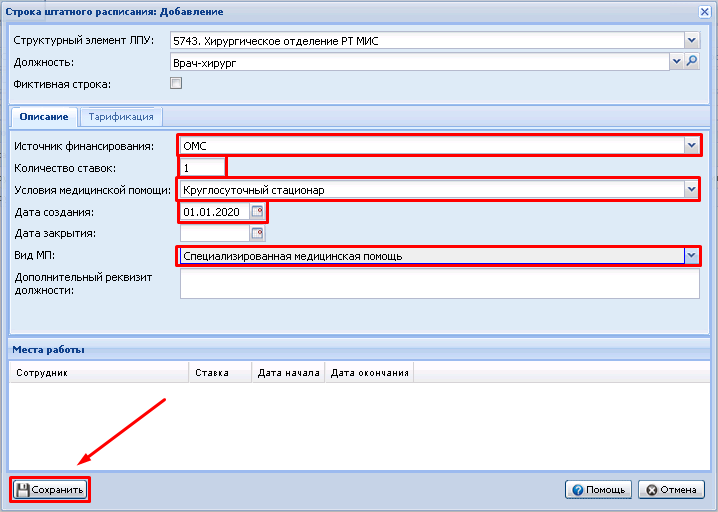 Строка штатного расписания: Добавление
Структурный элемент ЛПУ: 5743. Хирургическое отделение РТ МИС
Должность: Врач-хирург
Фиктивная строка:
Описание Тарификация
Источник финансирования: ОМС
Количество ставок: 1
Условия медицинской помощи: Круглосуточный стационар
Дата создания: 01.01.2020
Дата закрытия:
Вид МП: Специализированная медицинская помощь
Дополнительный реквизит
должности:
Места работы
Сотрудник Ставка Дата начала Дата окончания
Сохранить Помощь Отмена